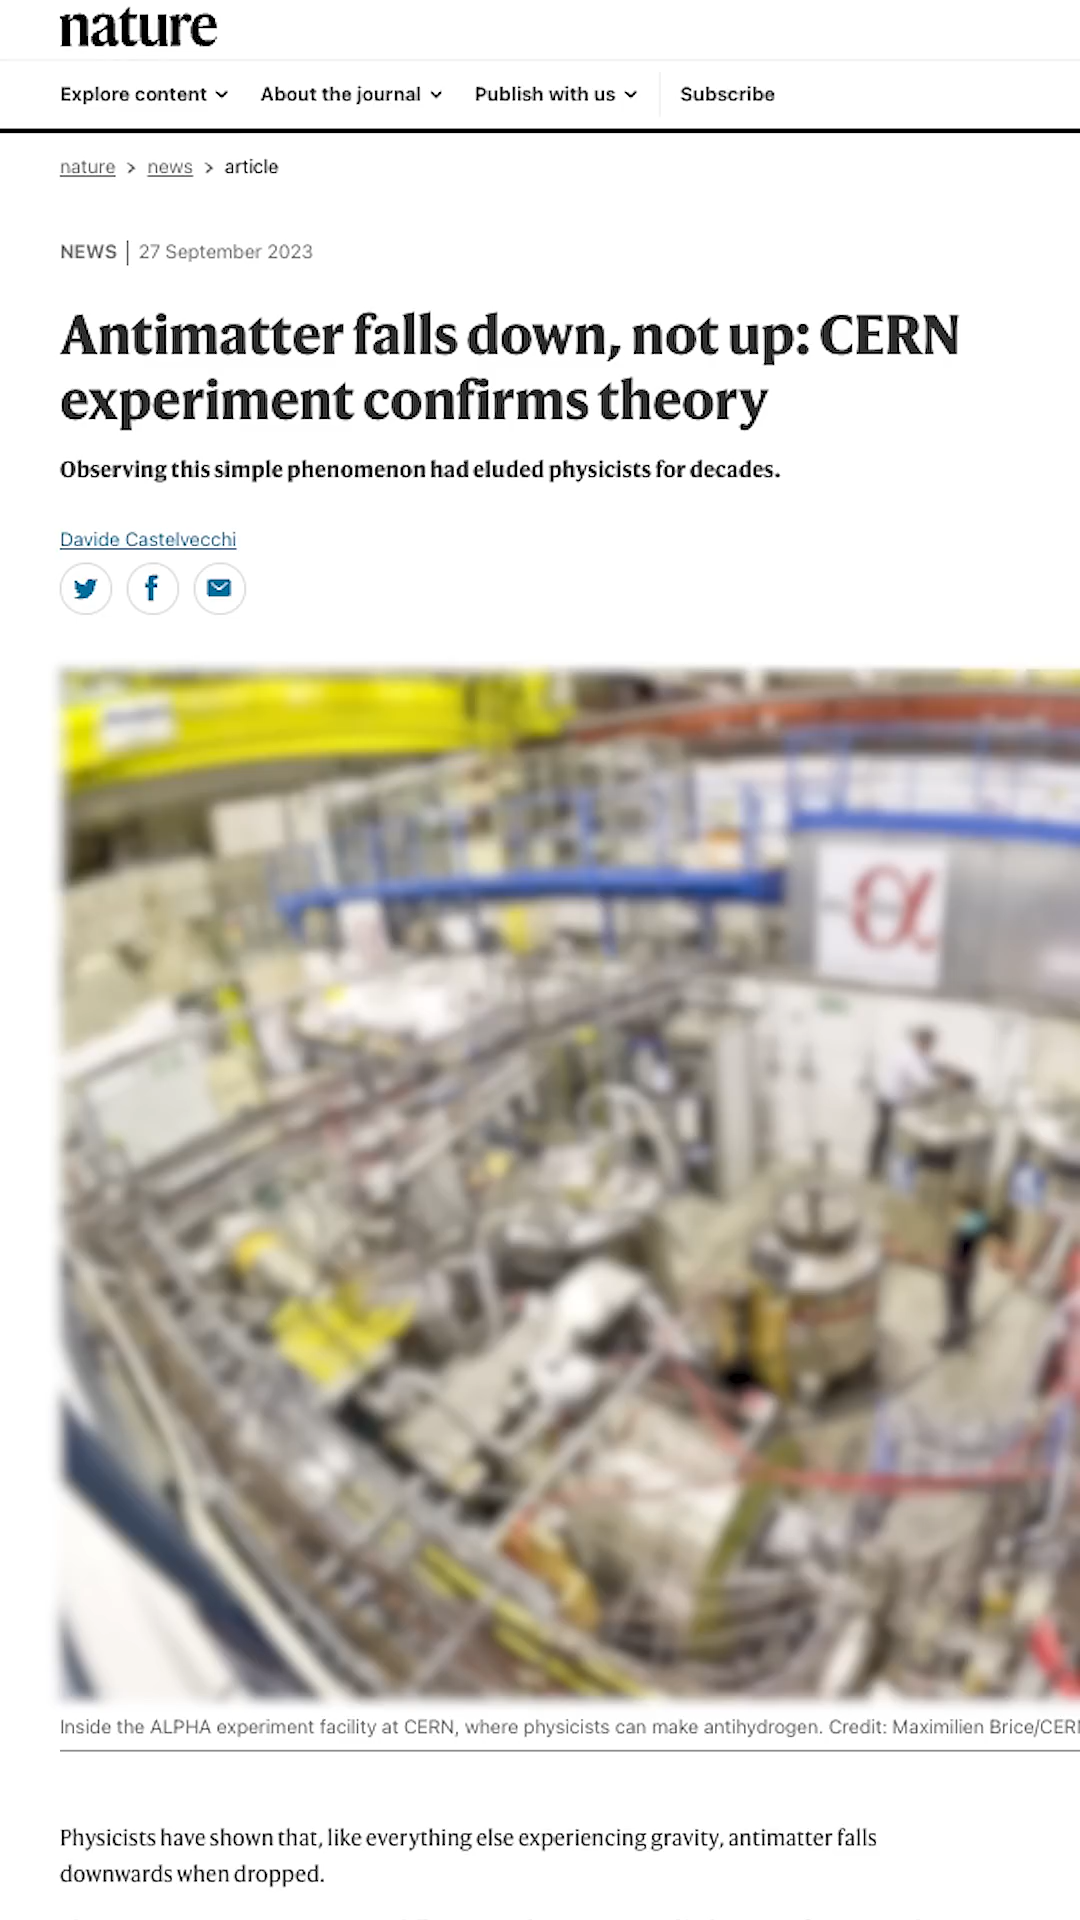 nature
Explore content About the journal Publish with us Subscribe
nature > news > article
NEWS | 27 September 2023
Antimatter falls down, not up: CERN
experiment confirms theory
Observing this simple phenomenon had eluded physicists for decades.
Davide Castelvecchi
α
Inside the ALPHA experiment facility at CERN, where physicists can make antihydrogen. Credit: Maximilien Brice/CER
Physicists have shown that, like everything else experiencing gravity, antimatter falls
downwards when dropped.